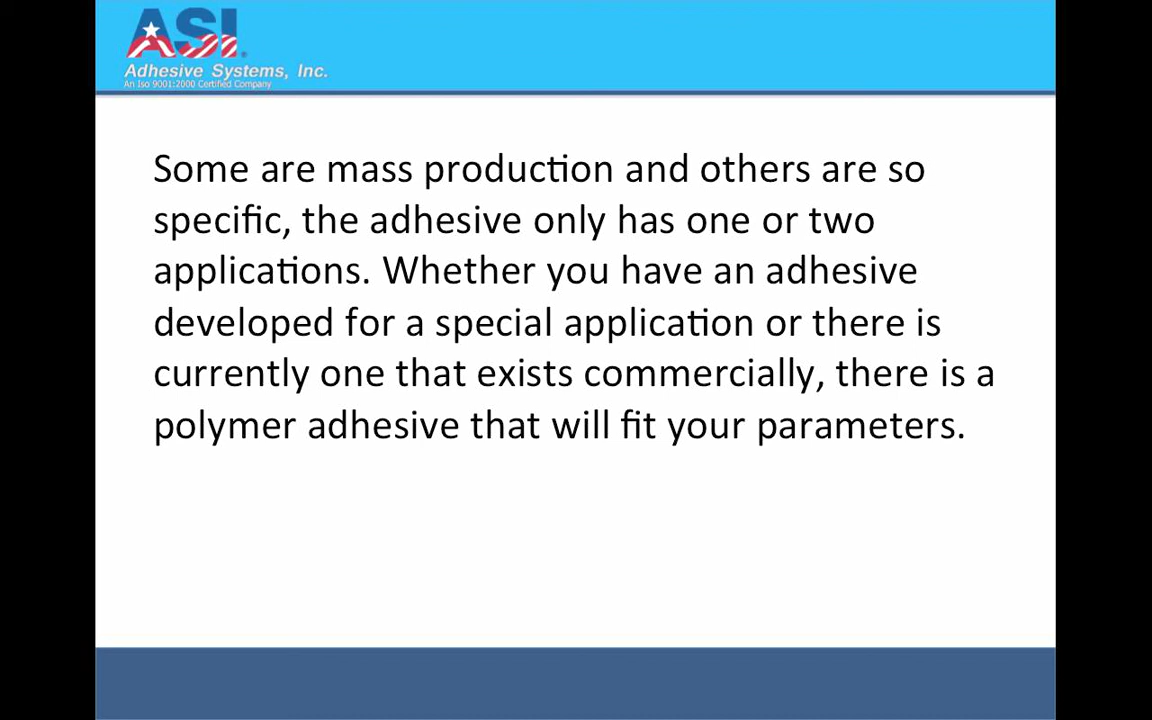 ASI
Adhesive Systems, Inc.
An Iso 9001:2000 Certified Company
Some are mass production and others are so
specific, the adhesive only has one or two
applications. Whether you have an adhesive
developed for a special application or there is
currently one that exists commercially, there is a
polymer adhesive that will fit your parameters.